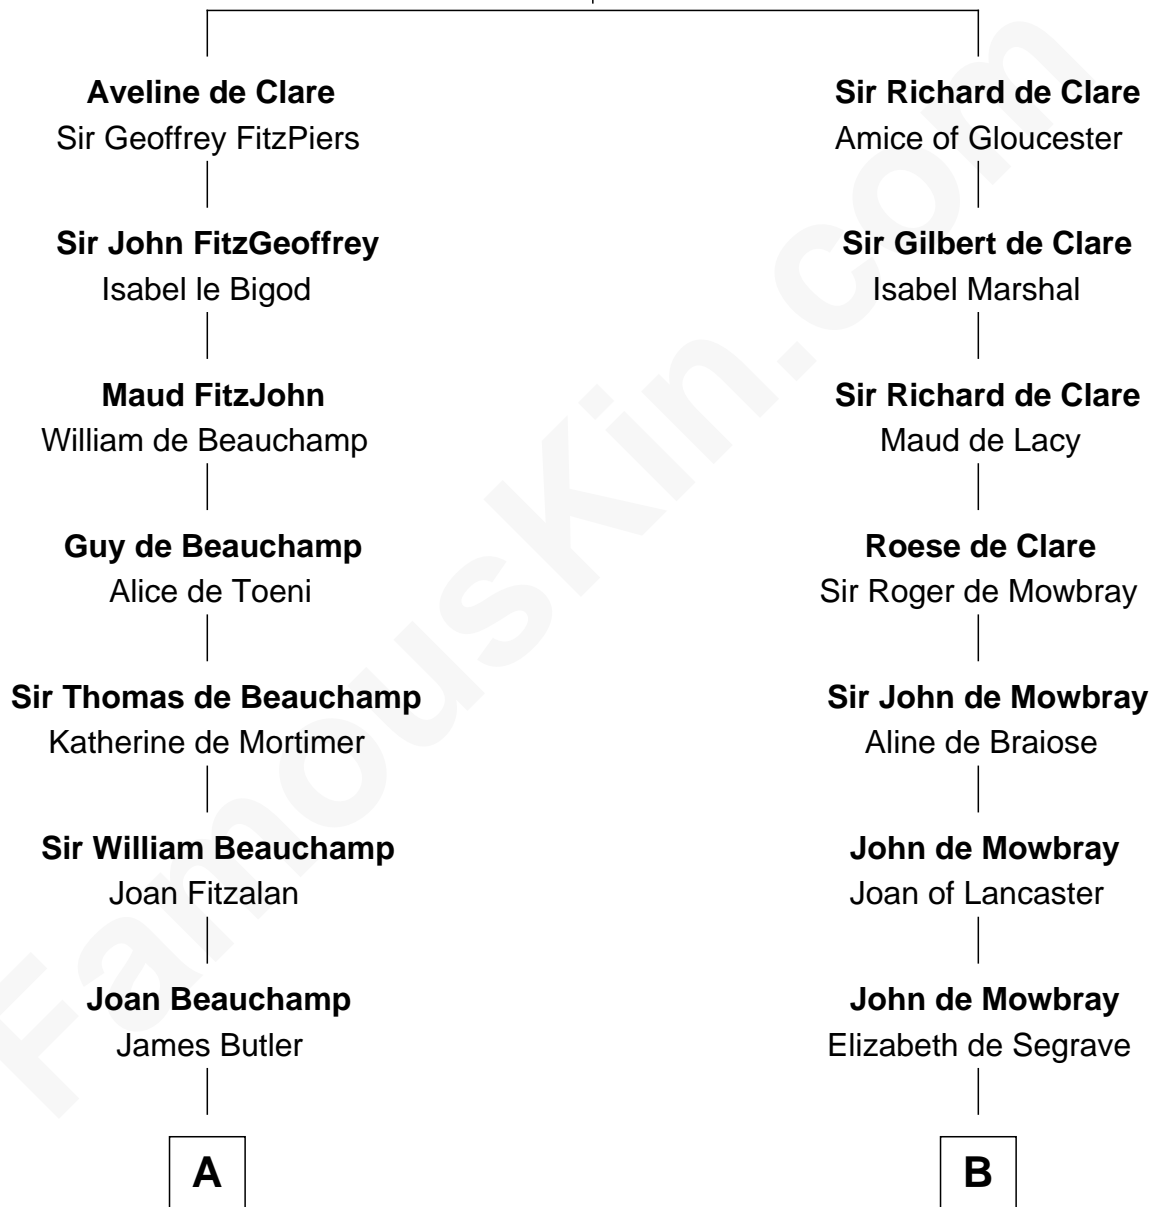 Aveline de Clare
Sir Geoffrey FitzPiers
Sir John FitzGeoffrey
Isabel le Bigod
Maud FitzJohn
William de Beauchamp
Guy de Beauchamp
Alice de Toeni
Sir Thomas de Beauchamp
Katherine de Mortimer
Sir William Beauchamp
Joan Fitzalan
Joan Beauchamp
James Butler
A
Sir Richard de Clare
Amice of Gloucester
Sir Gilbert de Clare
Isabel Marshal
Sir Richard de Clare
Maud de Lacy
Roese de Clare
Sir Roger de Mowbray
Sir John de Mowbray
Aline de Braiose
John de Mowbray
Joan of Lancaster
John de Mowbray
Elizabeth de Segrave
B
FamousKin.com